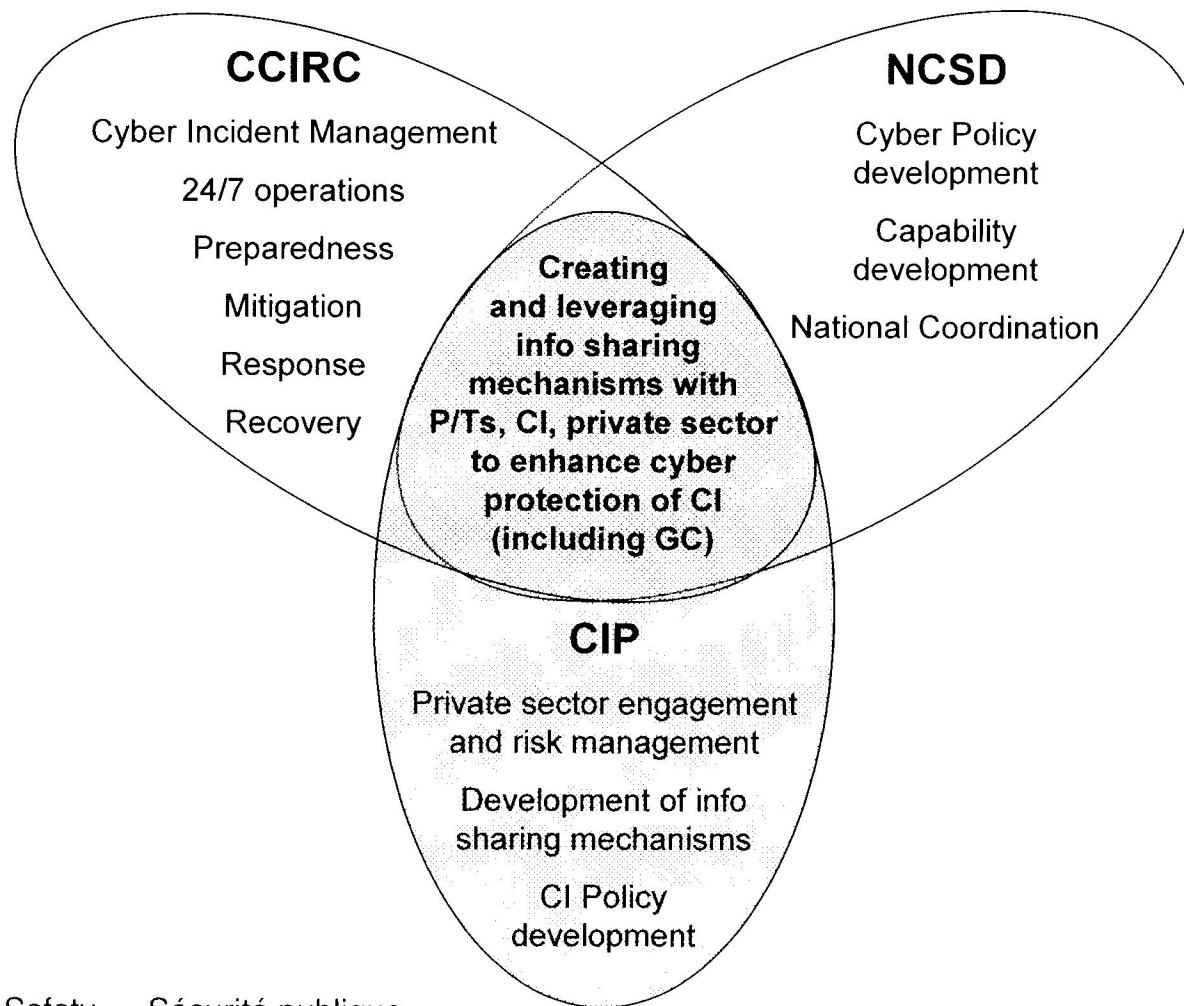 CCIRC
Cyber Incident Management
24/7 operations
Preparedness
Mitigation
Response
Recovery
NCSD
Cyber Policy
development
Capability
development
National Coordination
Creating
and leveraging
info sharing
mechanisms with
P/Ts, CI, private sector
to enhance cyber
protection of CI
(including GC)
CIP
Private sector engagement
and risk management
Development of info
sharing mechanisms
CI Policy
development
Safety Sécurité publique